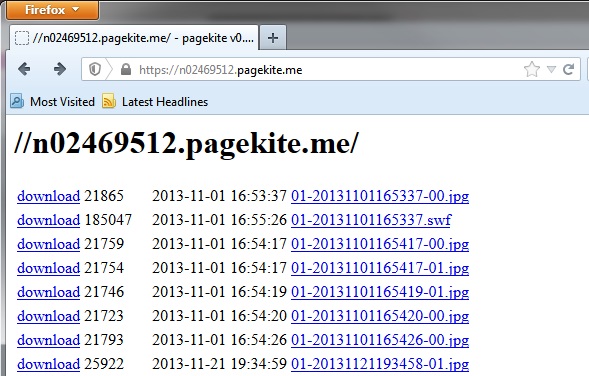 Firefox
//n02469512.pagekite.me/ - pagekite v0....
https://n02469512.pagekite.me
Most Visited Latest Headlines
//n02469512.pagekite.me/
download 21865 2013-11-01 16:53:37 01-20131101165337-00.jpg
download 185047 2013-11-01 16:55:26 01-20131101165337.swf
download 21759 2013-11-01 16:54:17 01-20131101165417-00.jpg
download 21754 2013-11-01 16:54:17 01-20131101165417-01.jpg
download 21746 2013-11-01 16:54:19 01-20131101165419-01.jpg
download 21723 2013-11-01 16:54:20 01-20131101165420-00.jpg
download 21793 2013-11-01 16:54:26 01-20131101165426-00.jpg
download 25922 2013-11-21 19:34:59 01-20131121193458-01.jpg